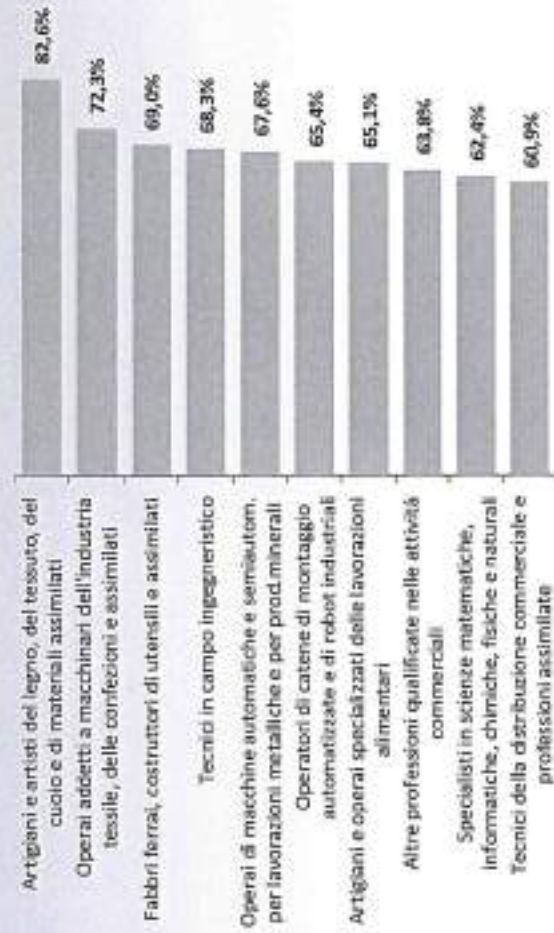 Artigiani e artisti del legno, del tessuto, del
cuoio e di materiali assimilati
82,6%
Operai addetti a macchinari dell'industria
tessile, delle confezioni e assimilati
72,3%
Fabbri ferrai, costruttori di utensili e assimilati
69,0%
Tecnici in campo ingegneristico
68,3%
Operai di macchine automatiche e semiautom.
per lavorazioni metalliche e per prod.minerali
67,6%
Operatori di catene di montaggio
automatizzate e di robot industriali
65,4%
Artigiani e operai specializzati delle lavorazioni
alimentari
65,1%
Altre professioni qualificate nelle attività
commerciali
63,8%
Specialisti in scienze matematiche,
informatiche, chimiche, fisiche e naturali
62,4%
Tecnici della distribuzione commerciale e
professioni assimilate
60,9%